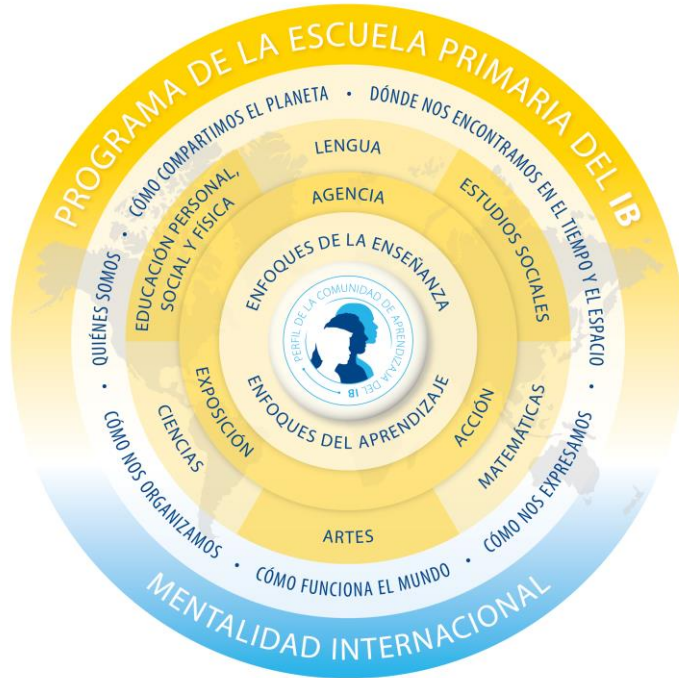 PROGRAMA DE LA ESCUELA PRIMARIA DEL IB
CÓMO COMPARTIMOS EL PLANETA • DÓNDE NOS ENCONTRAMOS EN EL TIEMPO Y EL ESPACIO • CÓMO NOS EXPRESAMOS • CÓMO FUNCIONA EL MUNDO • CÓMO NOS ORGANIZAMOS • QUIÉNES SOMOS •
LENGUA
ESTUDIOS SOCIALES
MATEMÁTICAS
ARTES
CIENCIAS
EDUCACIÓN PERSONAL,
SOCIAL Y FÍSICA
AGENCIA
ACCIÓN
EXPOSICIÓN
ENFOQUES DE LA ENSEÑANZA
ENFOQUES DEL APRENDIZAJE
PERFIL DE LA COMUNIDAD DE APRENDIZAJA DEL IB
MENTALIDAD INTERNACIONAL